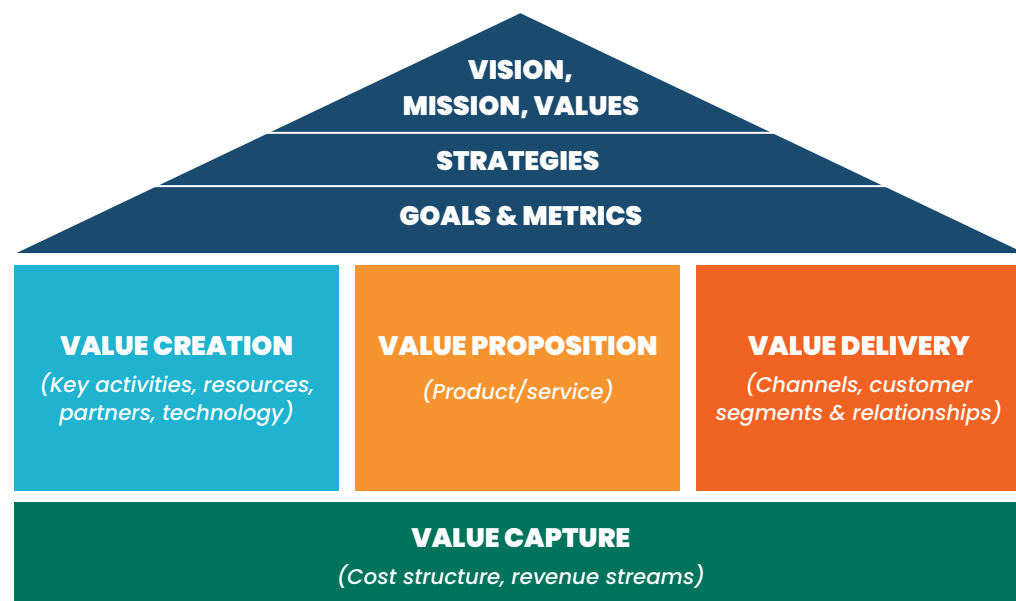 VISION,
MISSION, VALUES
STRATEGIES
GOALS & METRICS
VALUE CREATION
(Key activities, resources,
partners, technology)
VALUE PROPOSITION
(Product/service)
VALUE DELIVERY
(Channels, customer
segments & relationships)
VALUE CAPTURE
(Cost structure, revenue streams)